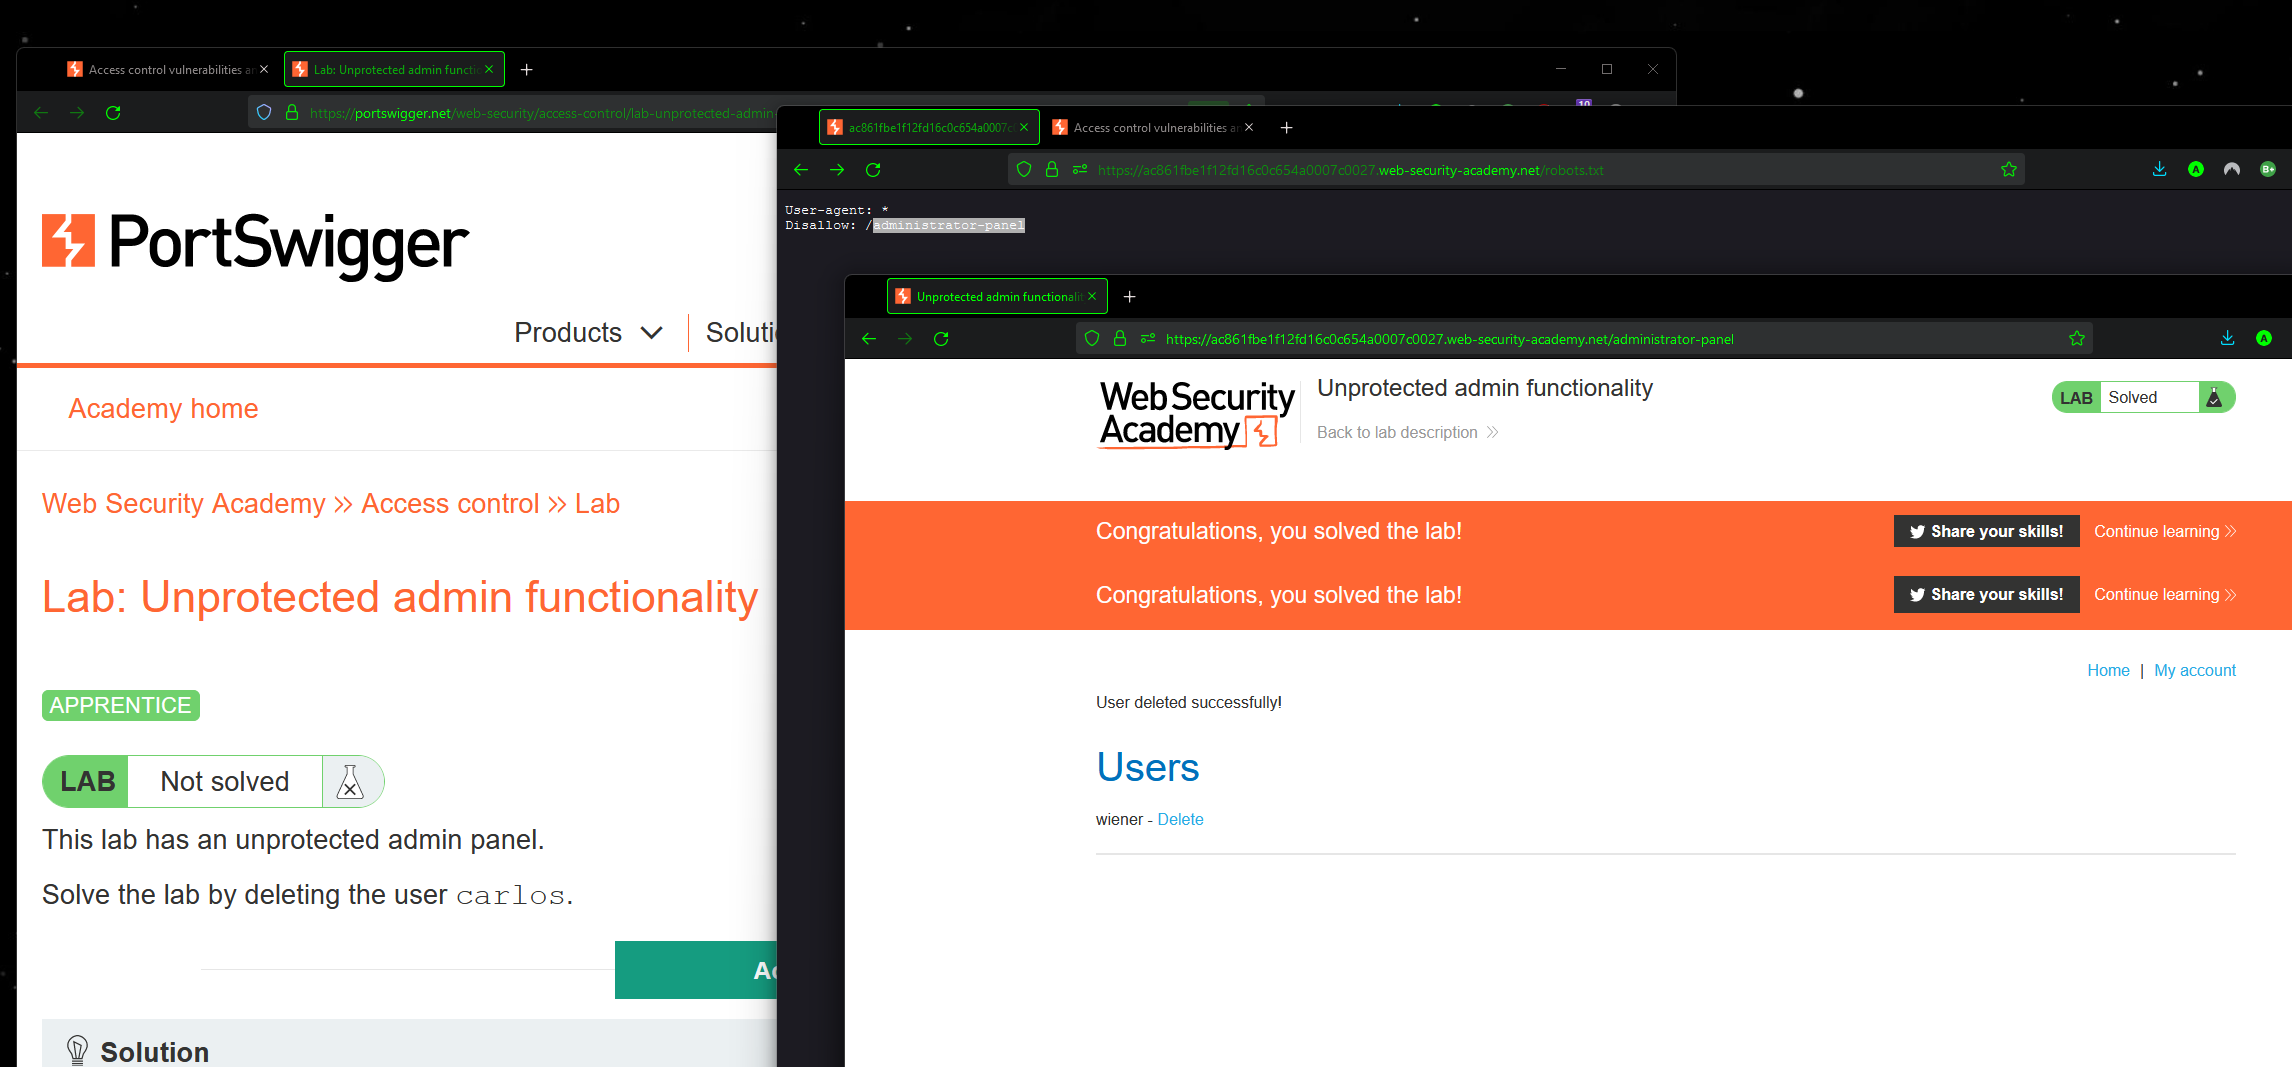 Access control vulnerabilities a
Lab: Unprotected admin functio
https://portswigger.net/web-security/access-control/lab-unprotected-admin-
10
PortSwigger
Products
Soluti
Academy home
Web Security Academy » Access control » Lab
Lab: Unprotected admin functionality
APPRENTICE
LAB Not solved
This lab has an unprotected admin panel.
Solve the lab by deleting the user carlos.
Ac
Solution
ac861fbe1f12fd16c0c654a0007c
Access control vulnerabilities a
https://ac861fbe1f12fd16c0c654a0007c0027.web-security-academy.net/robots.txt
A
B+
User-agent: *
Disallow: /administrator-panel
Unprotected admin functionalit
https://ac861fbe1f12fd16c0c654a0007c0027.web-security-academy.net/administrator-panel
A
Web Security
Academy
Unprotected admin functionality
Back to lab description »
LAB Solved
Congratulations, you solved the lab!
Share your skills!
Continue learning »
Congratulations, you solved the lab!
Share your skills!
Continue learning »
Home | My account
User deleted successfully!
Users
wiener - Delete